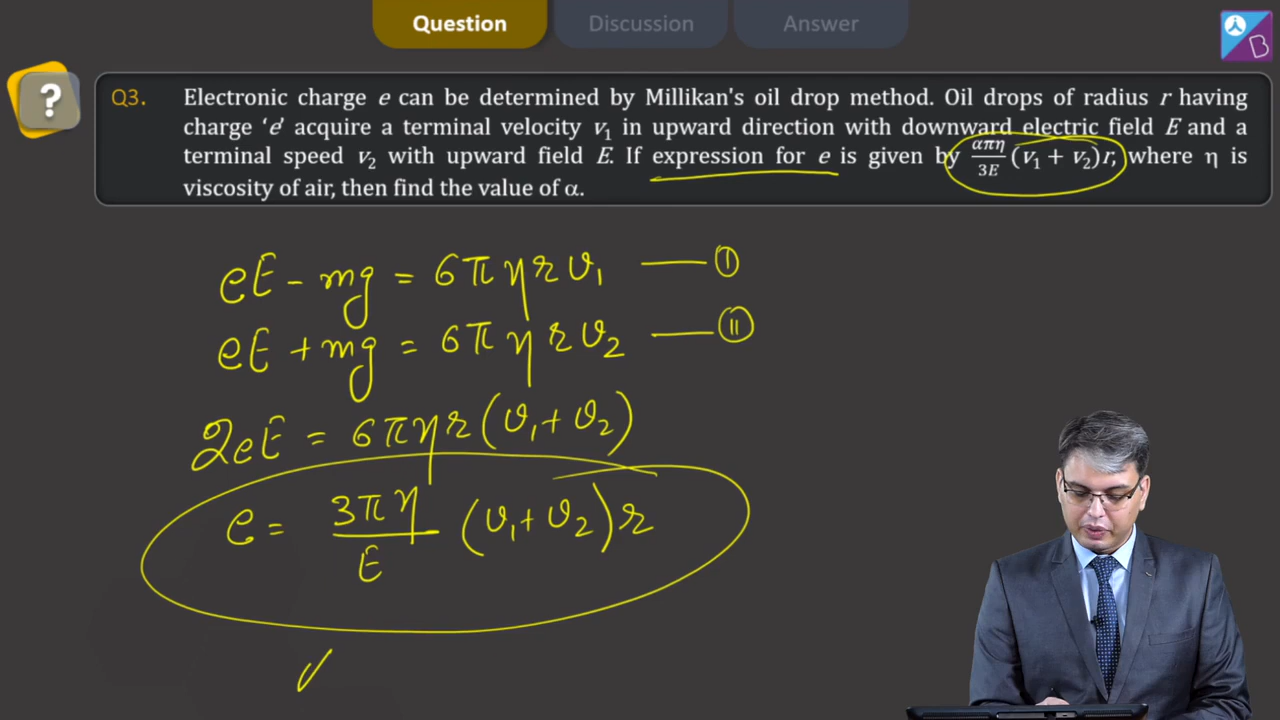 Question Discussion Answer
B
?
Q3. Electronic charge e can be determined by Millikan's oil drop method. Oil drops of radius r having
charge ‘e’ acquire a terminal velocity v₁ in upward direction with downward electric field E and a
terminal speed v₂ with upward field E. If expression for e is given by απη/3E (v₁ + v₂)r, where η is
viscosity of air, then find the value of α.
eE - mg = 6πηrv₁ —— (I)
eE + mg = 6πηrv₂ —— (II)
2eE = 6πηr(v₁ + v₂)
e = 3πη/E (v₁ + v₂)r